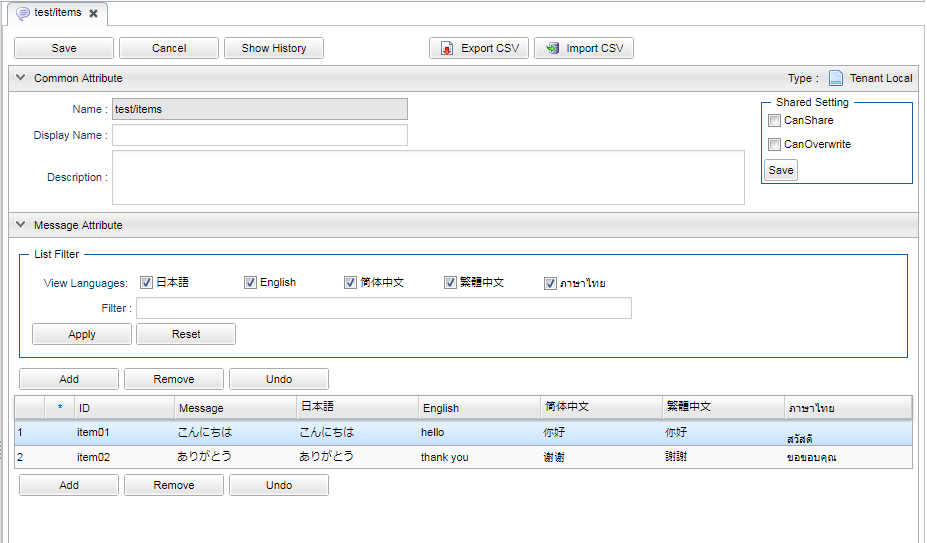 test/items
Save Cancel Show History Export CSV Import CSV
Common Attribute Type : Tenant Local
Name : test/items
Shared Setting
CanShare
Display Name :
CanOverwrite
Description :
Save
Message Attribute
List Filter
View Languages: 日本語 English 简体中文 繁體中文 ภาษาไทย
Filter :
Apply Reset
Add Remove Undo
* ID Message 日本語 English 简体中文 繁體中文 ภาษาไทย
1 item01 こんにちは こんにちは hello 你好 你好 สวัสดี
2 item02 ありがとう ありがとう thank you 谢谢 謝謝 ขอขอบคุณ
Add Remove Undo